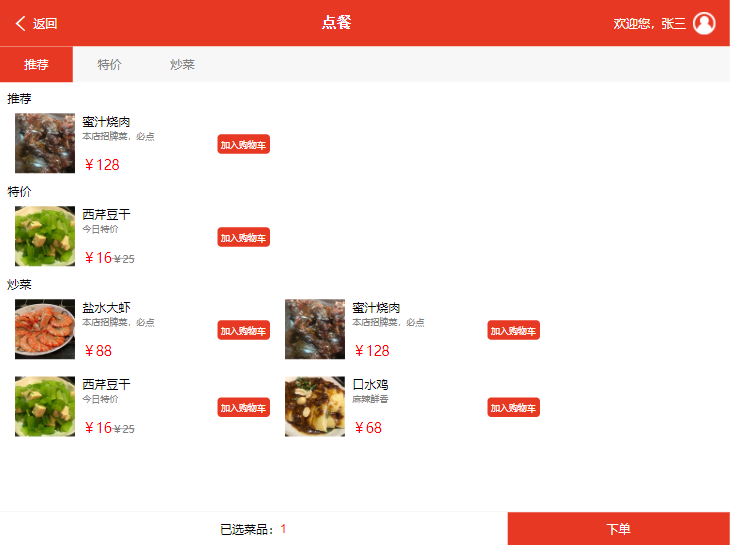 返回
点餐
欢迎您，张三
推荐 特价 炒菜
推荐
蜜汁烧肉
本店招牌菜，必点
加入购物车
￥128
特价
西芹豆干
今日特价
加入购物车
￥16￥25
炒菜
盐水大虾
本店招牌菜，必点
加入购物车
￥88
蜜汁烧肉
本店招牌菜，必点
加入购物车
￥128
西芹豆干
今日特价
加入购物车
￥16￥25
口水鸡
麻辣鲜香
加入购物车
￥68
已选菜品：1
下单